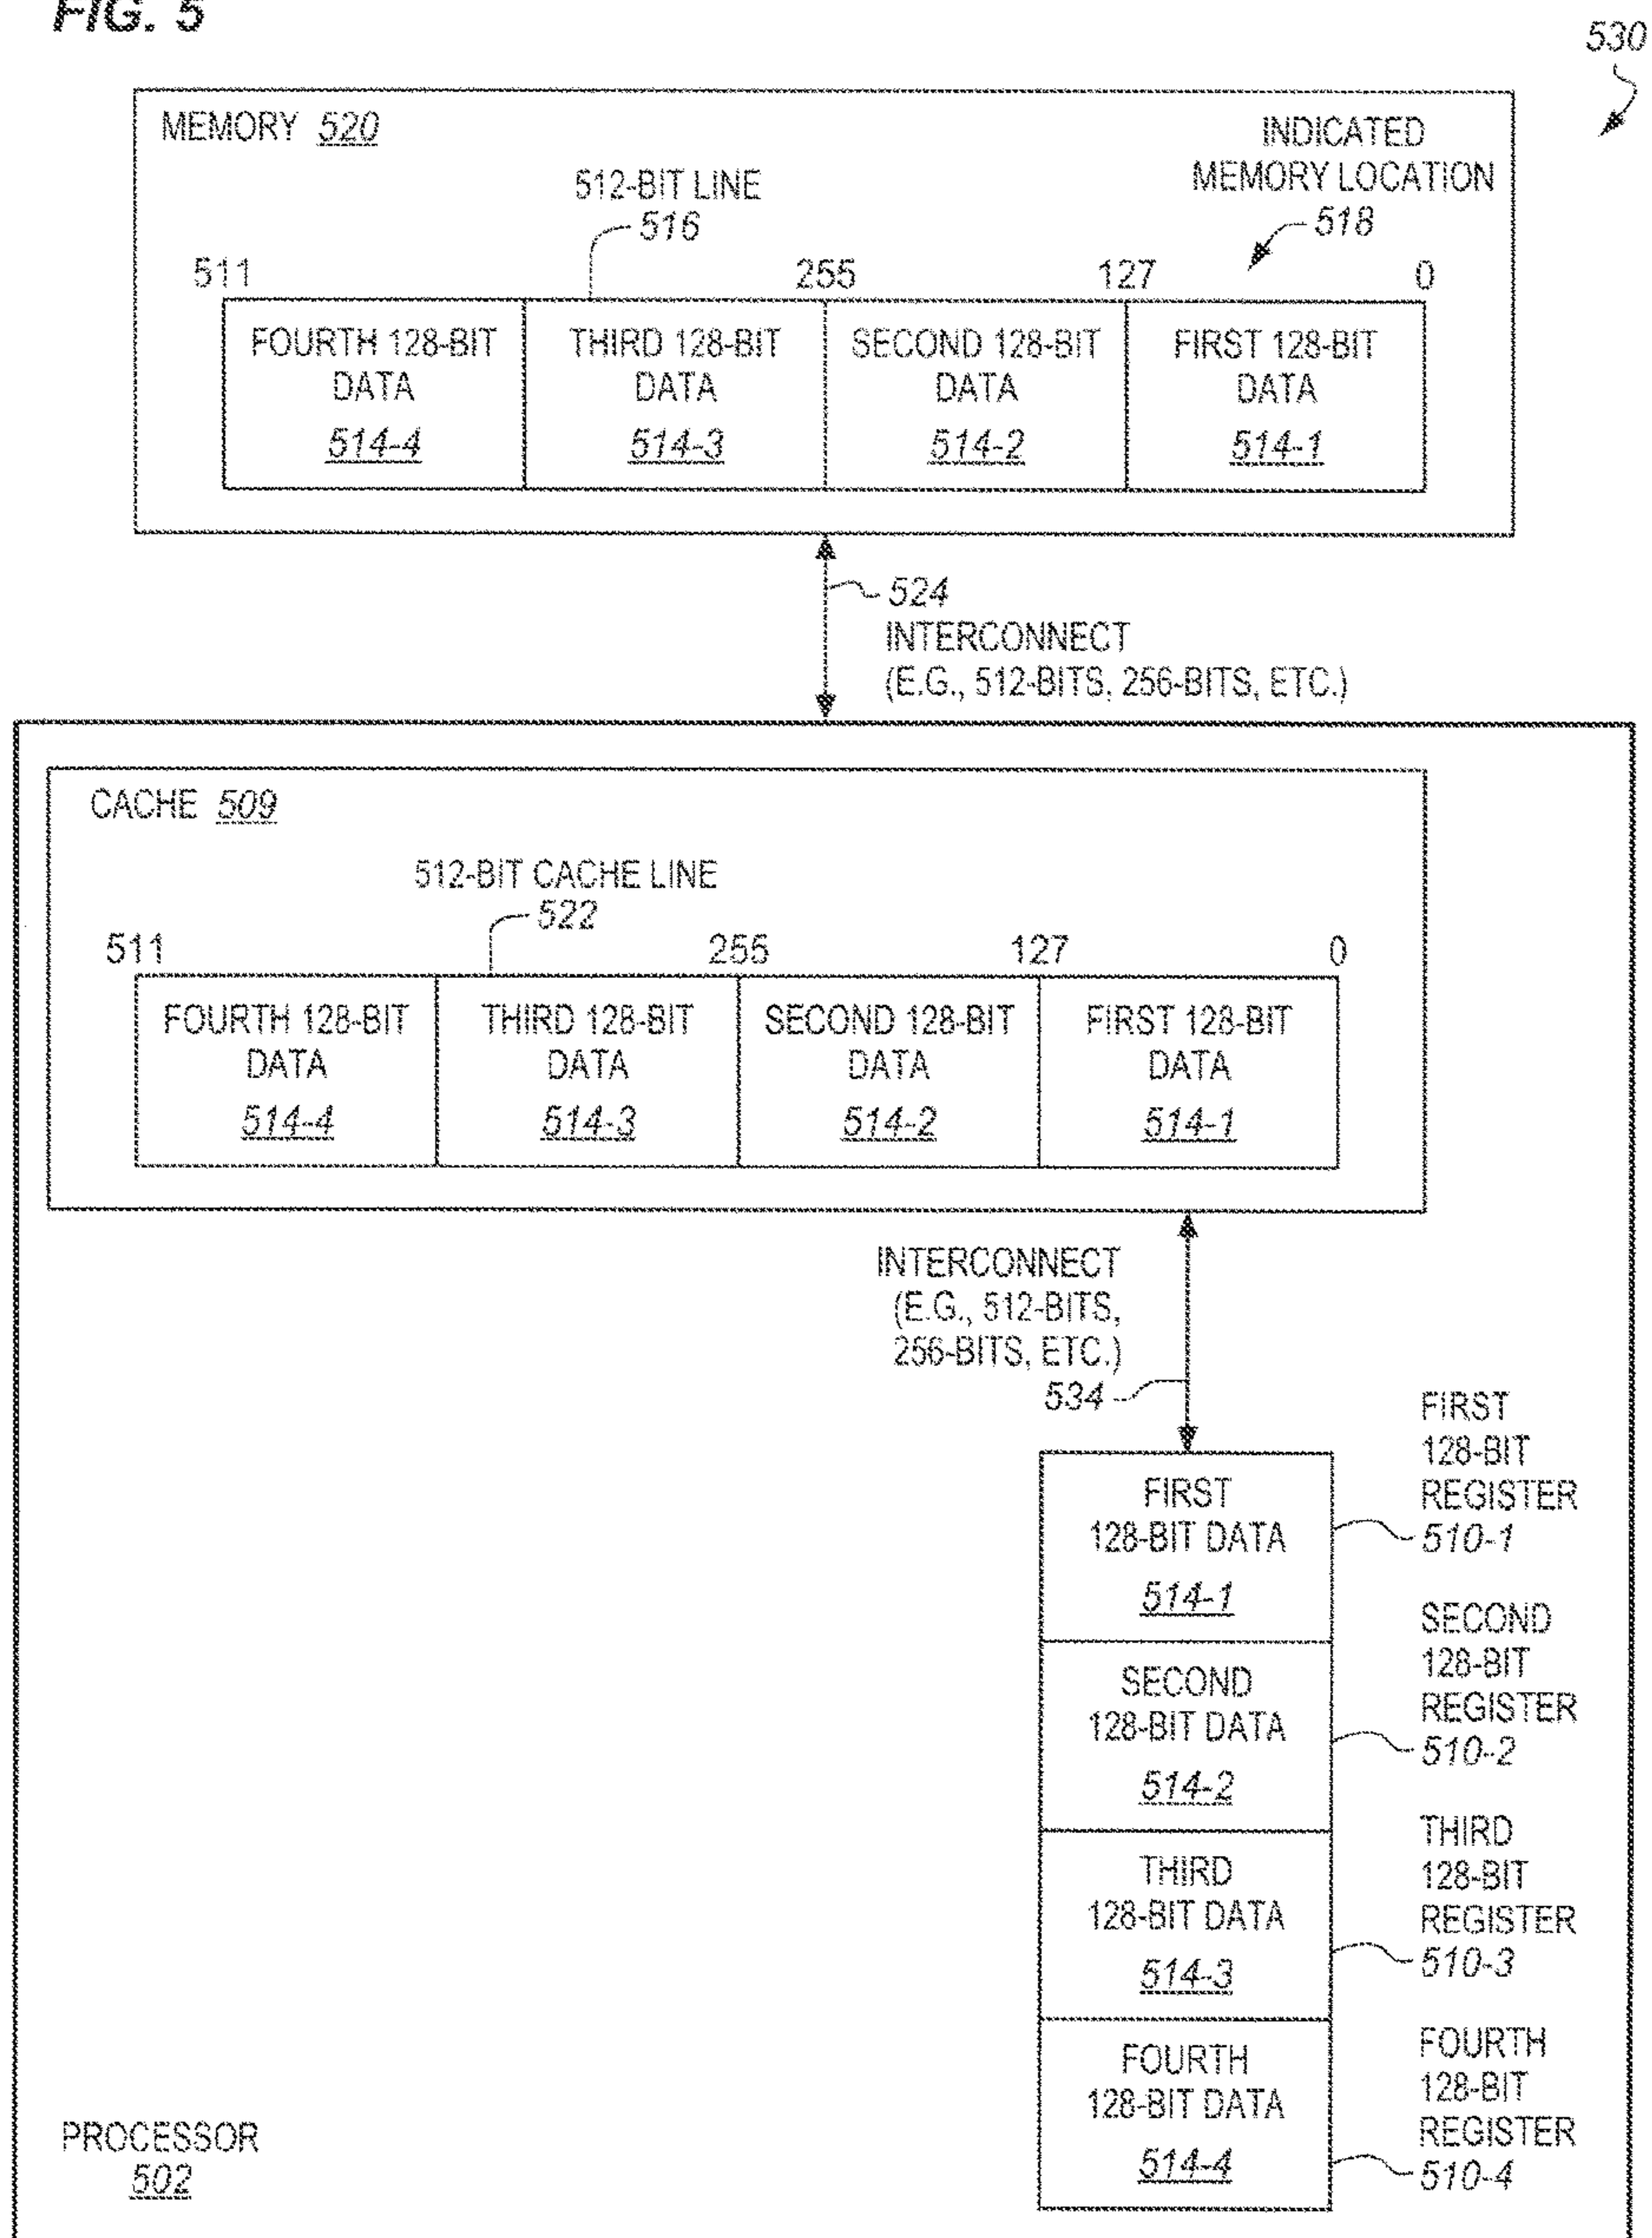 FIG. 5
530
MEMORY 520
INDICATED
MEMORY LOCATION
518
512-BIT LINE
516
511 255 127 0
FOURTH 128-BIT
DATA
514-4
THIRD 128-BIT
DATA
514-3
SECOND 128-BIT
DATA
514-2
FIRST 128-BIT
DATA
514-1
524
INTERCONNECT
(E.G., 512-BITS, 256-BITS, ETC.)
CACHE 509
512-BIT CACHE LINE
522
511 255 127 0
FOURTH 128-BIT
DATA
514-4
THIRD 128-BIT
DATA
514-3
SECOND 128-BIT
DATA
514-2
FIRST 128-BIT
DATA
514-1
INTERCONNECT
(E.G., 512-BITS,
256-BITS, ETC.)
534
FIRST
128-BIT DATA
514-1
FIRST
128-BIT
REGISTER
510-1
SECOND
128-BIT DATA
514-2
SECOND
128-BIT
REGISTER
510-2
THIRD
128-BIT DATA
514-3
THIRD
128-BIT
REGISTER
510-3
FOURTH
128-BIT DATA
514-4
FOURTH
128-BIT
REGISTER
510-4
PROCESSOR
502